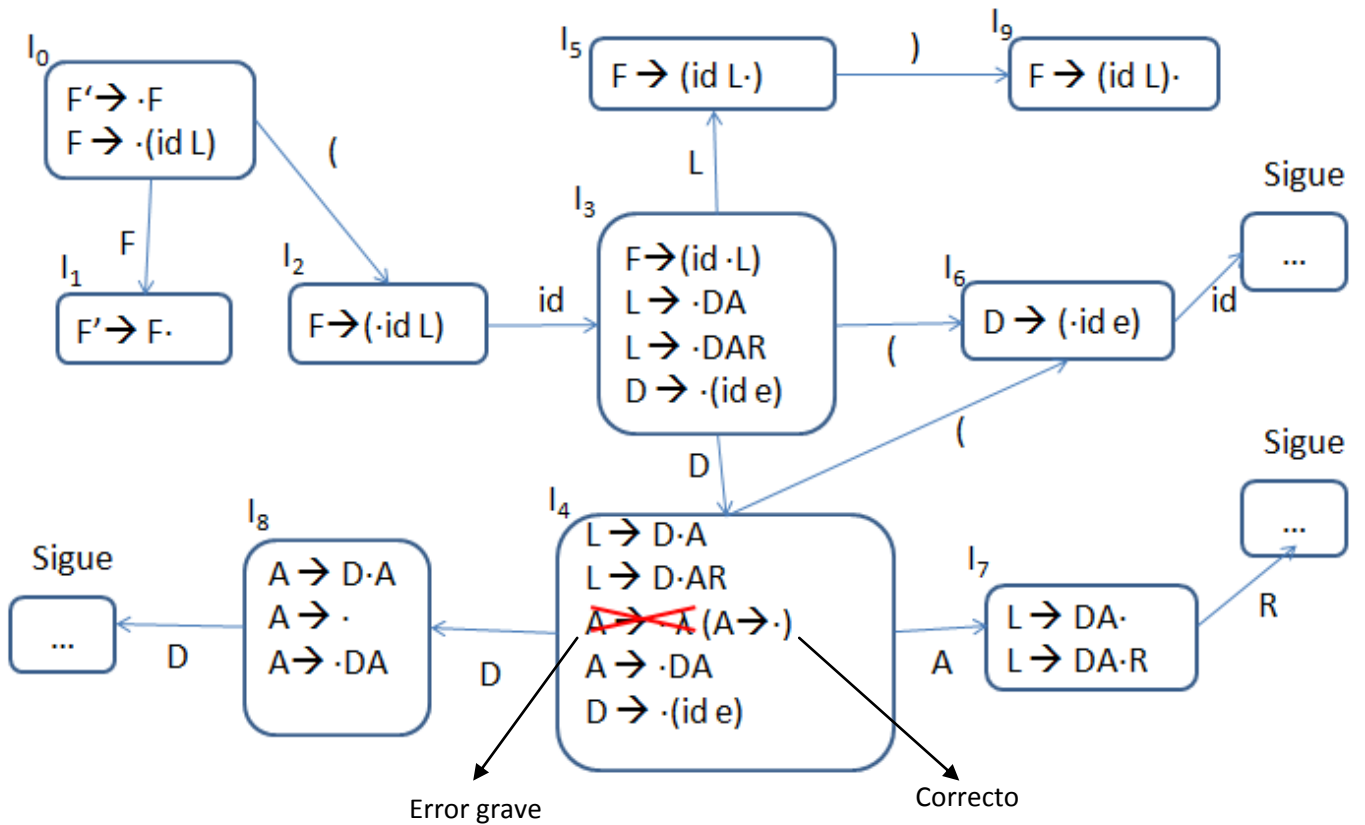 I0
F‘→ ·F
F → ·(id L)
F
(
I1
F’→ F·
I2
F→(·id L)
id
I5
F → (id L·)
)
I9
F → (id L)·
L
I3
F→(id ·L)
L → ·DA
L → ·DAR
D → ·(id e)
(
I6
D → (·id e)
id
Sigue
...
D
(
I4
L → D·A
L → D·AR
A → ·λ (A→·)
A → ·DA
D → ·(id e)
D
I8
A → D·A
A → ·
A→ ·DA
D
Sigue
...
A
I7
L → DA·
L → DA·R
R
Sigue
...
Error grave
Correcto